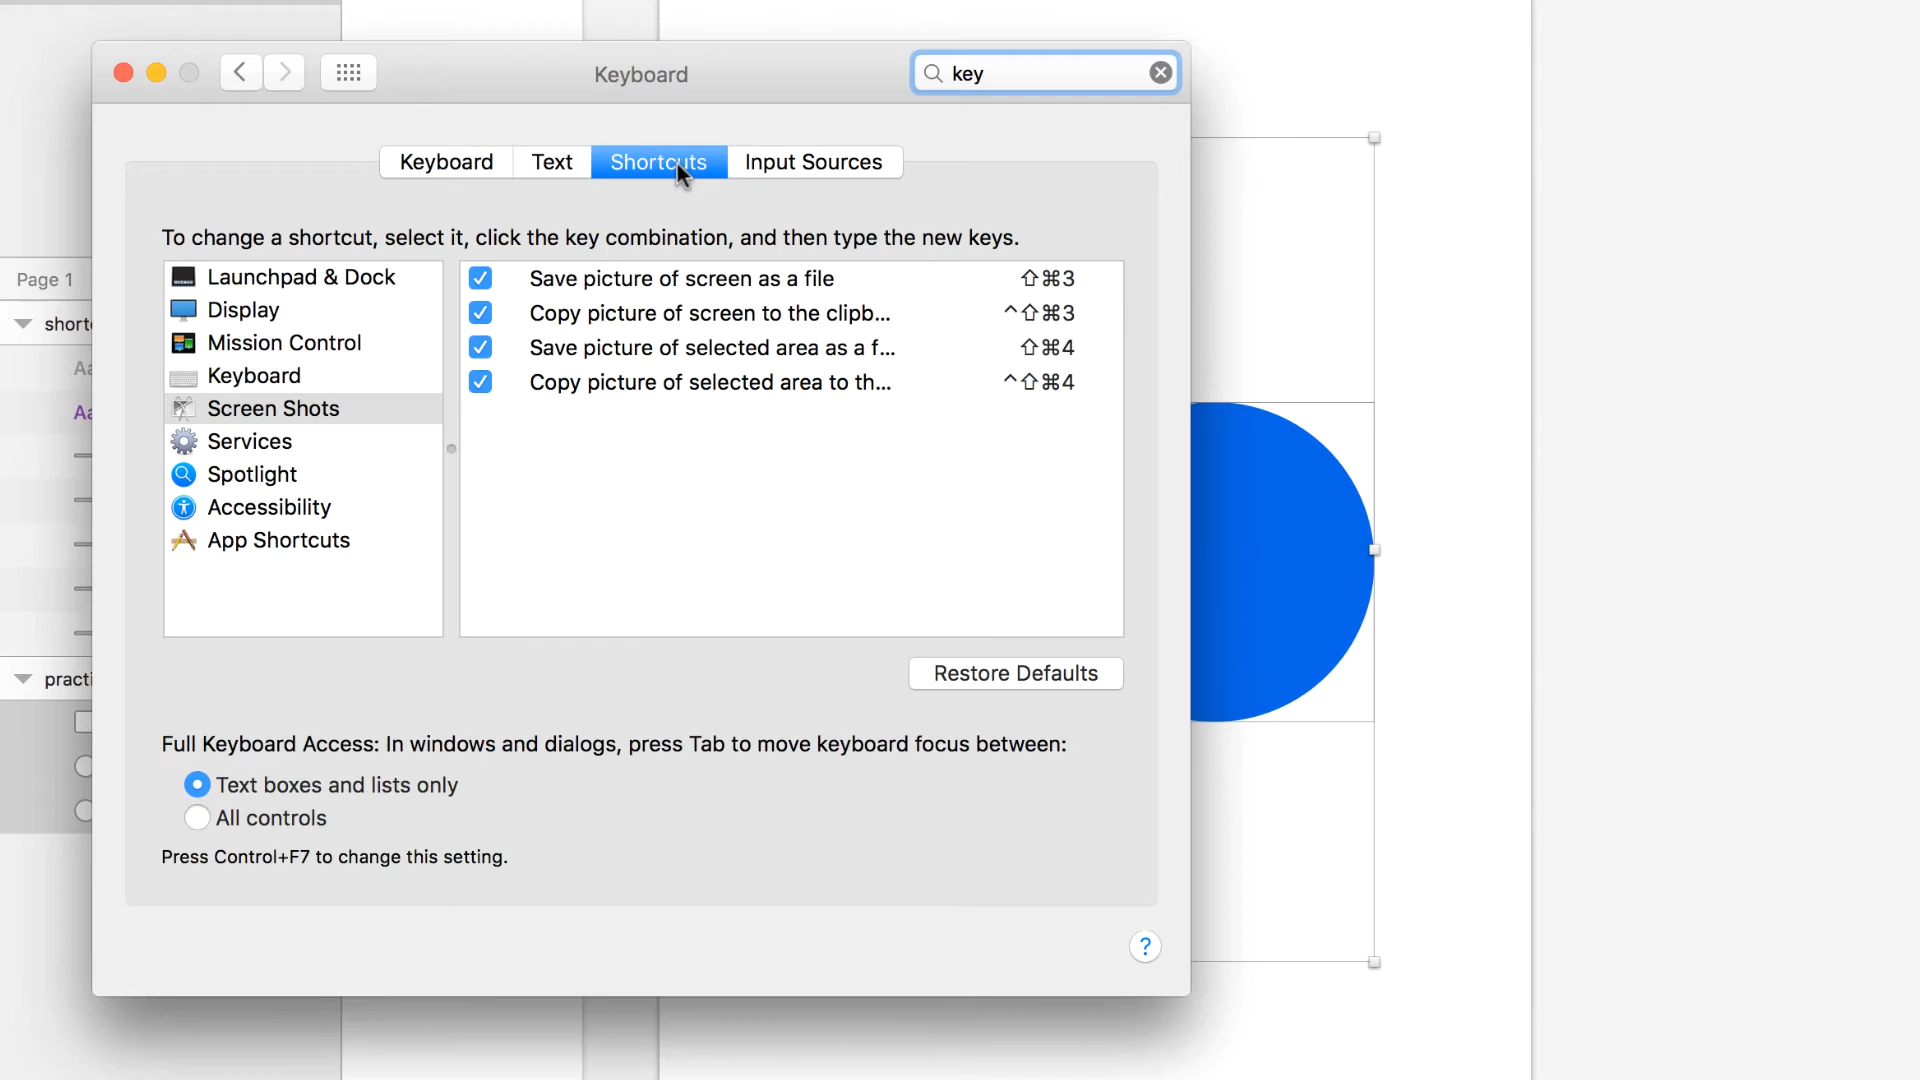 Keyboard
key
Keyboard
Text
Shortcuts
Input Sources
To change a shortcut, select it, click the key combination, and then type the new keys.
Launchpad & Dock
Display
Mission Control
Keyboard
Screen Shots
Services
Spotlight
Accessibility
App Shortcuts
Save picture of screen as a file ⇧⌘3
Copy picture of screen to the clipb... ^⇧⌘3
Save picture of selected area as a f... ⇧⌘4
Copy picture of selected area to th... ^⇧⌘4
Restore Defaults
Full Keyboard Access: In windows and dialogs, press Tab to move keyboard focus between:
Text boxes and lists only
All controls
Press Control+F7 to change this setting.
?
Page 1
shortc
Aa
Aa
practi